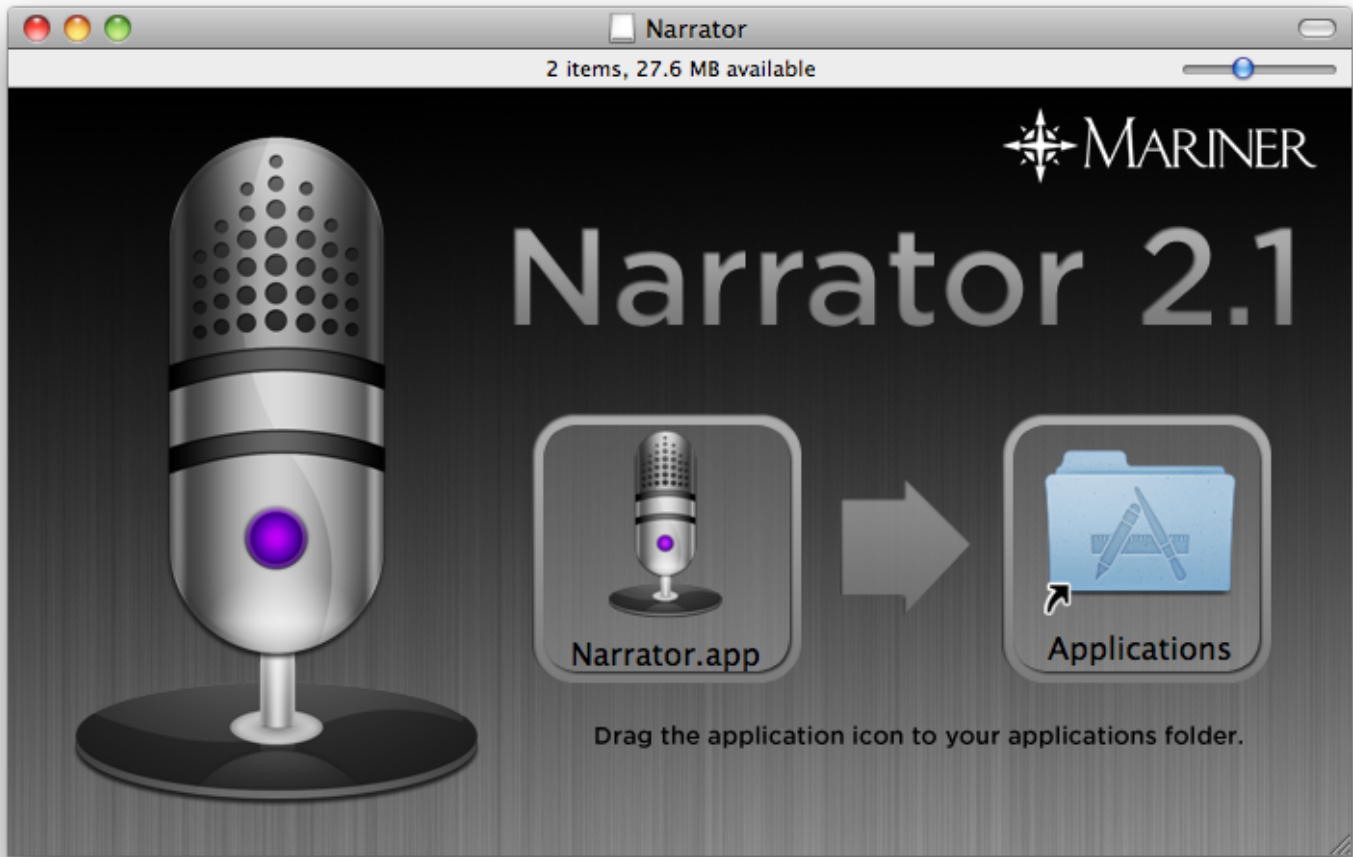 Narrator
2 items, 27.6 MB available
MARINER
Narrator 2.1
Narrator.app
Applications
Drag the application icon to your applications folder.